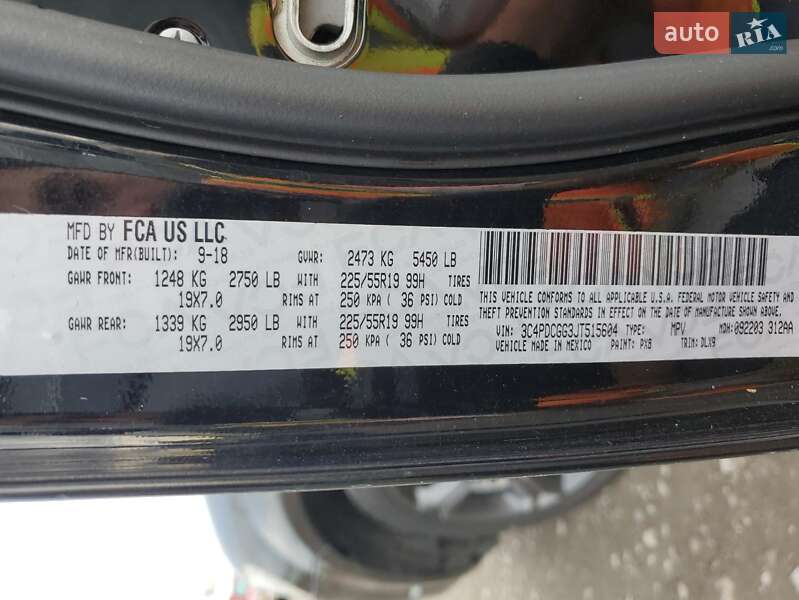 auto RIA .com
MFD BY FCA US LLC
DATE OF MFR(BUILT): 9-18 GVWR: 2473 KG 5450 LB
GAWR FRONT: 1248 KG 2750 LB WITH 225/55R19 99H TIRES
19X7.0 RIMS AT 250 KPA ( 36 PSI) COLD
GAWR REAR: 1339 KG 2950 LB WITH 225/55R19 99H TIRES
19X7.0 RIMS AT 250 KPA ( 36 PSI) COLD
THIS VEHICLE CONFORMS TO ALL APPLICABLE U.S.A. FEDERAL MOTOR VEHICLE SAFETY AND
THEFT PREVENTION STANDARDS IN EFFECT ON THE DATE OF MANUFACTURE SHOWN ABOVE.
VIN: 3C4PDCGG3JT515604 TYPE: MPV MDH: 092203 312AA
VEHICLE MADE IN MEXICO PAINT: PX8 TRIM: DLX9